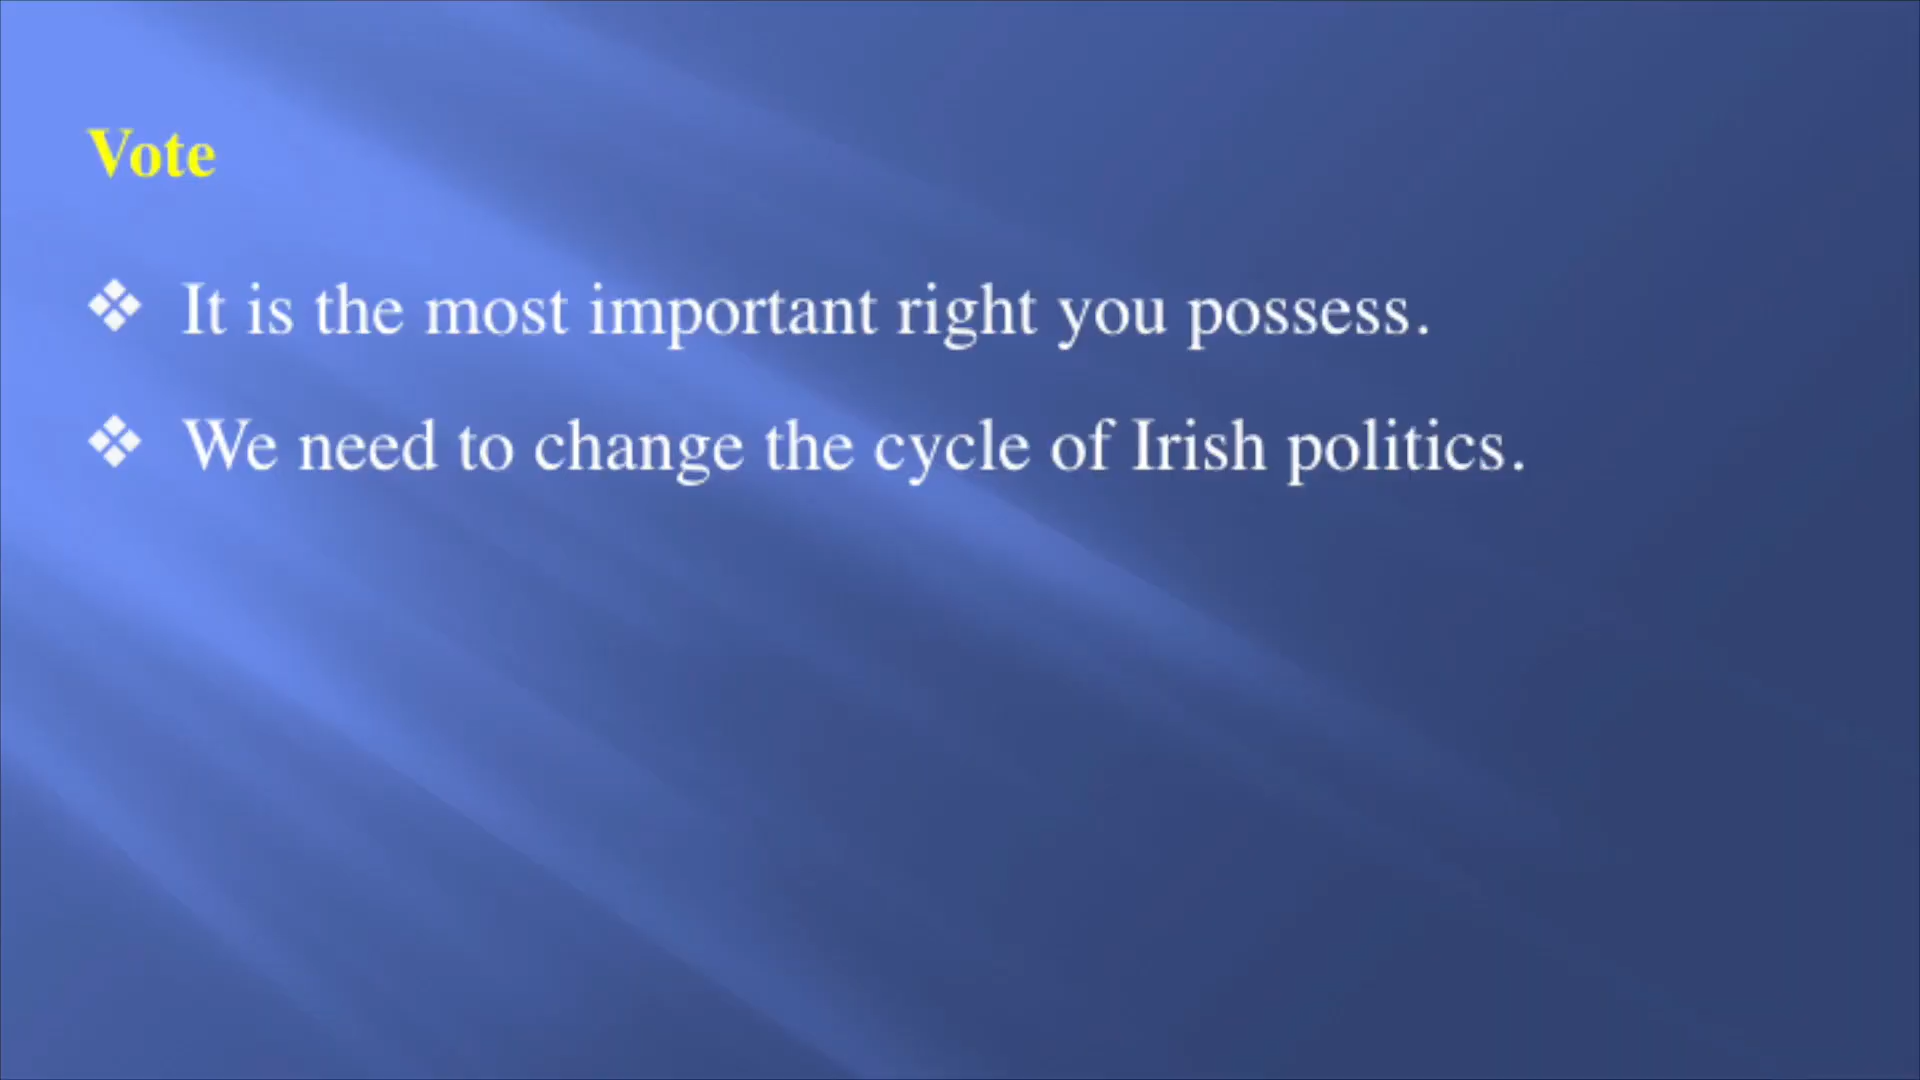 Vote
❖ It is the most important right you possess.
❖ We need to change the cycle of Irish politics.